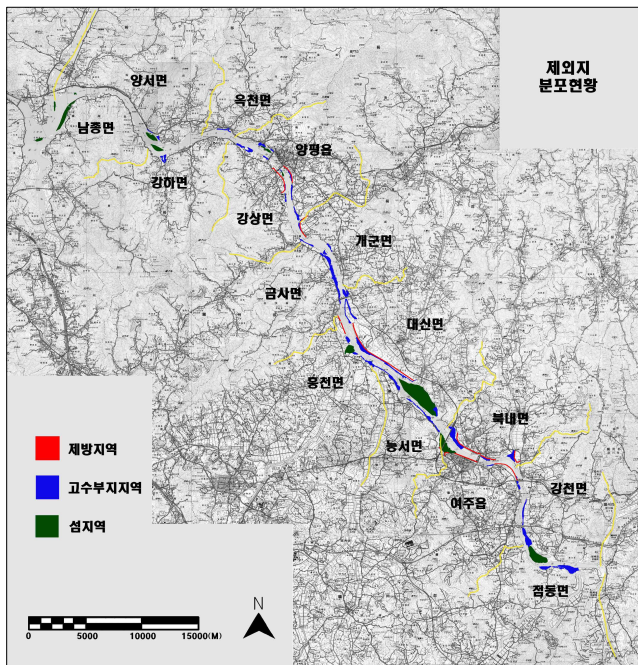 제외지
분포현황
양서면
옥천면
남종면
양평읍
강하면
강상면
개군면
금사면
대신면
흥천면
북내면
능서면
강천면
여주읍
점동면
제방지역
고수부지지역
섬지역
N
0 5000 10000 15000(M)